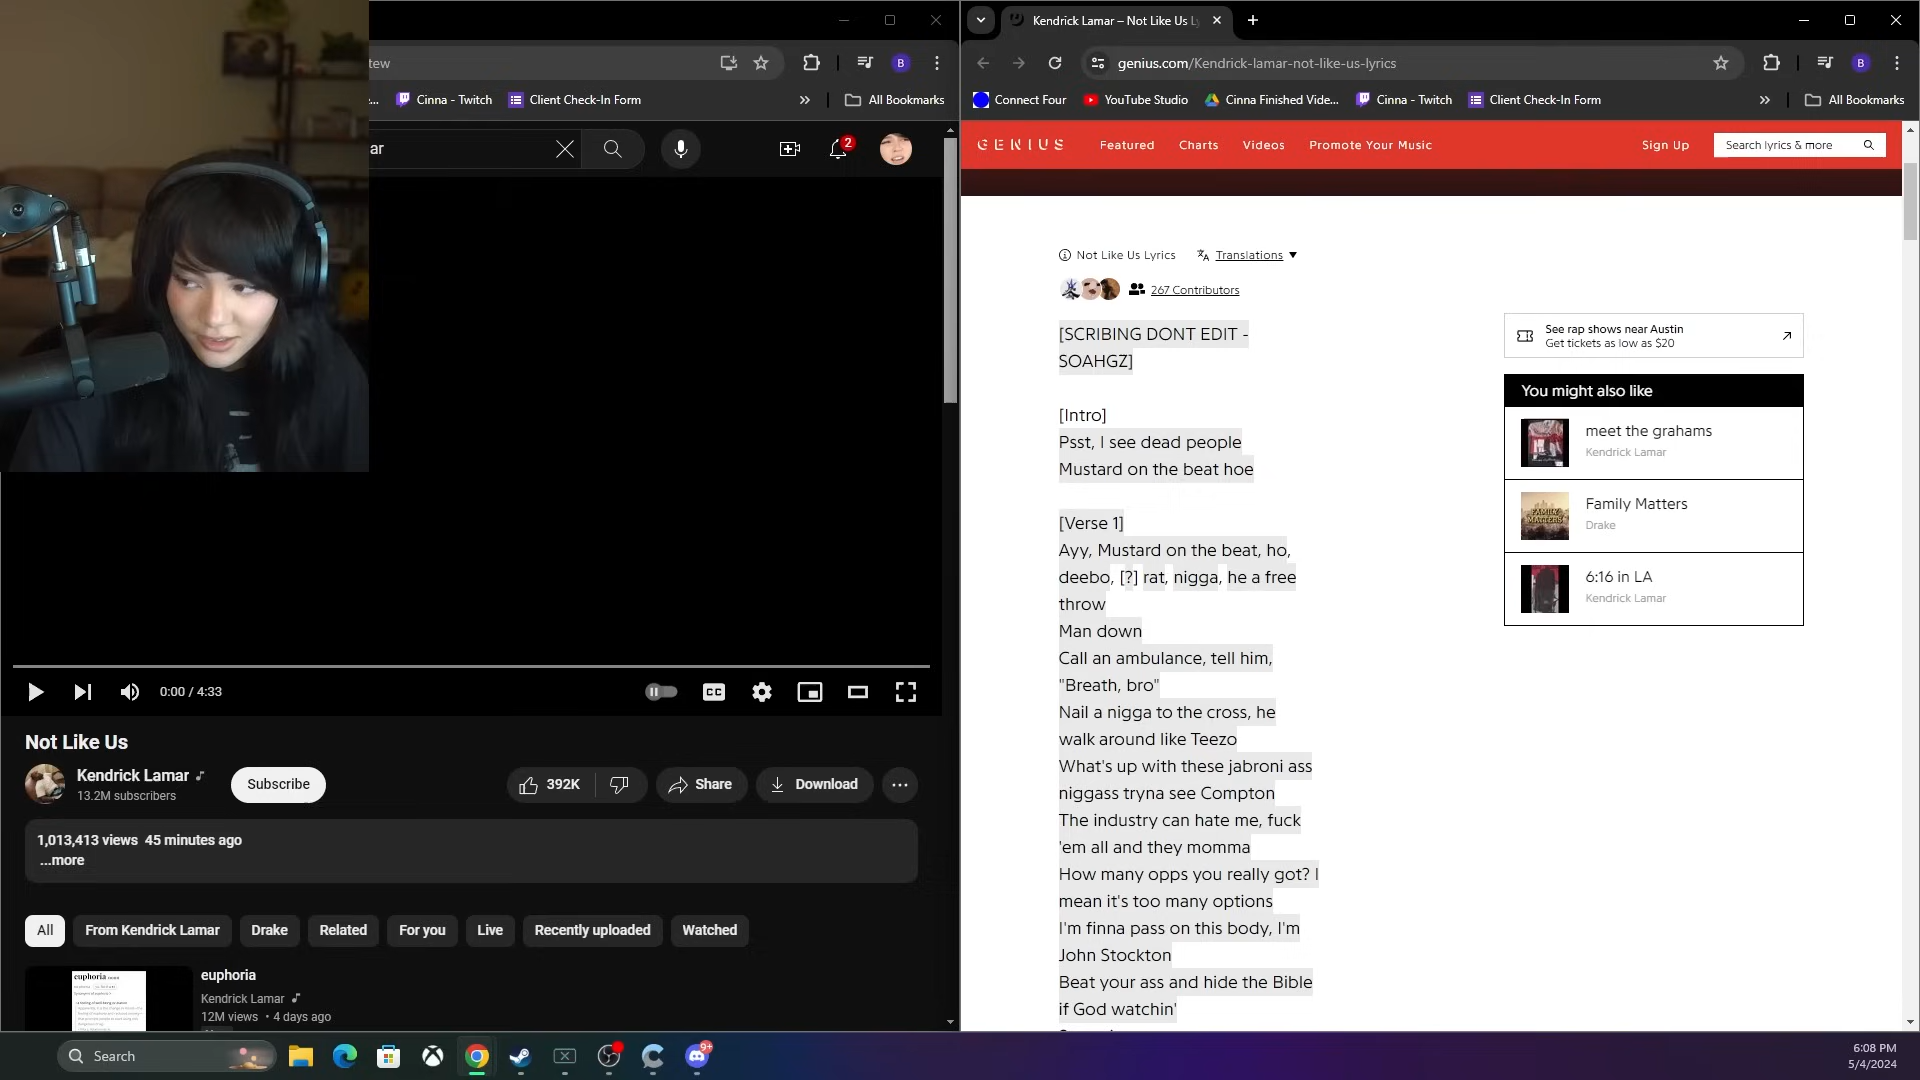 tew
B
...
Cinna - Twitch
Client Check-In Form
»
All Bookmarks
ar
2
0:00 / 4:33
CC
Not Like Us
Kendrick Lamar
13.2M subscribers
Subscribe
392K
Share
Download
1,013,413 views 45 minutes ago
...more
All
From Kendrick Lamar
Drake
Related
For you
Live
Recently uploaded
Watched
euphoria
euphoria
Kendrick Lamar
12M views • 4 days ago
Kendrick Lamar – Not Like Us L
genius.com/Kendrick-lamar-not-like-us-lyrics
B
Connect Four
YouTube Studio
Cinna Finished Vide...
Cinna - Twitch
Client Check-In Form
»
All Bookmarks
GENIUS
Featured
Charts
Videos
Promote Your Music
Sign Up
Search lyrics & more
Not Like Us Lyrics
Translations
267 Contributors
[SCRIBING DONT EDIT -
SOAHGZ]
[Intro]
Psst, I see dead people
Mustard on the beat hoe
[Verse 1]
Ayy, Mustard on the beat, ho,
deebo, [?] rat, nigga, he a free
throw
Man down
Call an ambulance, tell him,
"Breath, bro"
Nail a nigga to the cross, he
walk around like Teezo
What's up with these jabroni ass
niggass tryna see Compton
The industry can hate me, fuck
'em all and they momma
How many opps you really got? I
mean it's too many options
I'm finna pass on this body, I'm
John Stockton
Beat your ass and hide the Bible
if God watchin'
See rap shows near Austin
Get tickets as low as $20
You might also like
meet the grahams
Kendrick Lamar
Family Matters
Drake
FAMILY
MATTERS
6:16 in LA
Kendrick Lamar
Search
9+
6:08 PM
5/4/2024